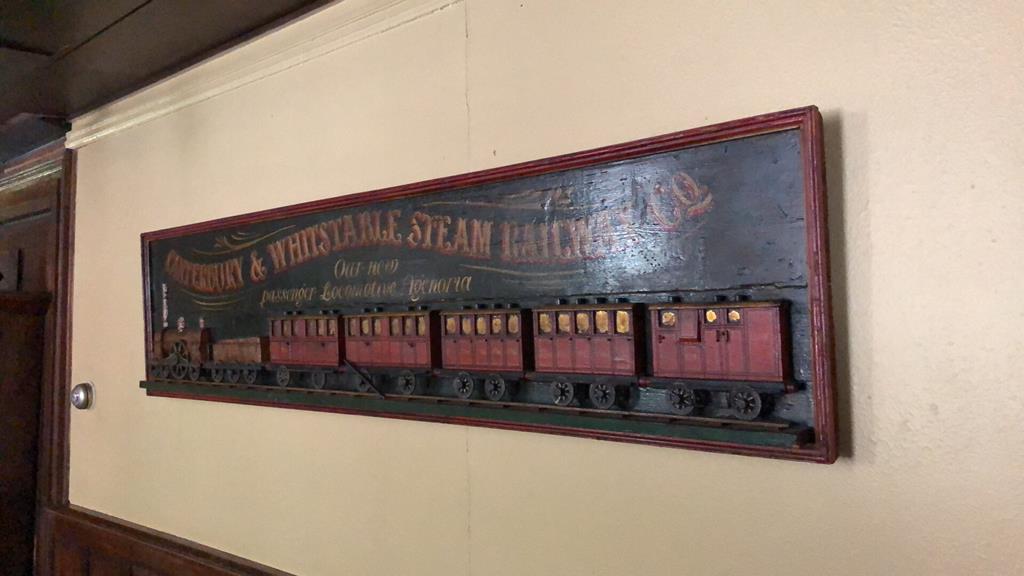 CANTERBURY & WHITSTABLE STEAM RAILWAY CO.
Our new
passenger Locomotive Agenoria